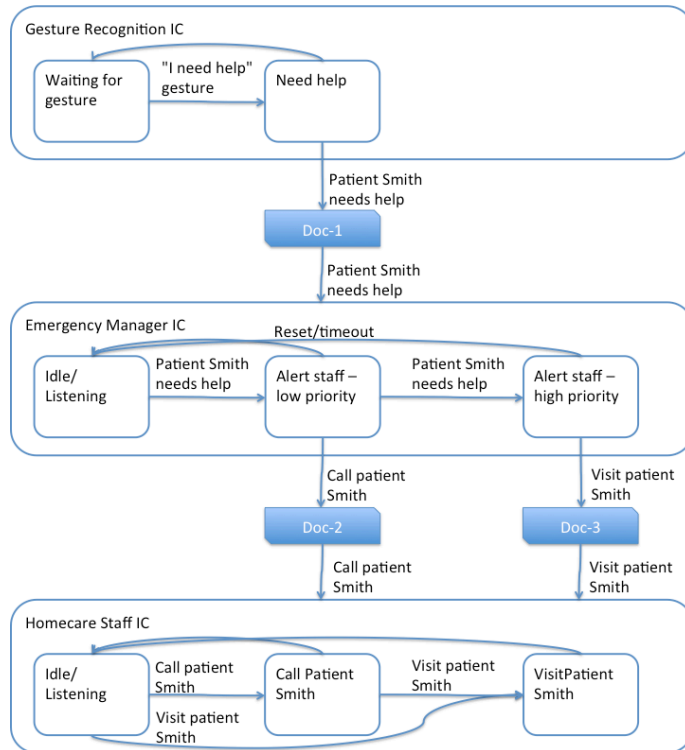 Gesture Recognition IC
Waiting for
gesture
"I need help"
gesture
Need help
Patient Smith
needs help
Doc-1
Patient Smith
needs help
Emergency Manager IC
Reset/timeout
Idle/
Listening
Patient Smith
needs help
Alert staff –
low priority
Patient Smith
needs help
Alert staff –
high priority
Call patient
Smith
Visit patient
Smith
Doc-2
Doc-3
Call patient
Smith
Visit patient
Smith
Homecare Staff IC
Idle/
Listening
Call patient
Smith
Visit patient
Smith
Call Patient
Smith
Visit patient
Smith
VisitPatient
Smith